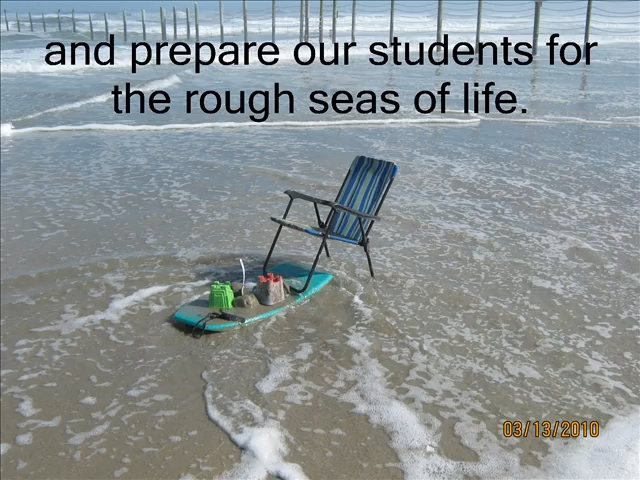 and prepare our students for
the rough seas of life.
03/13/2010